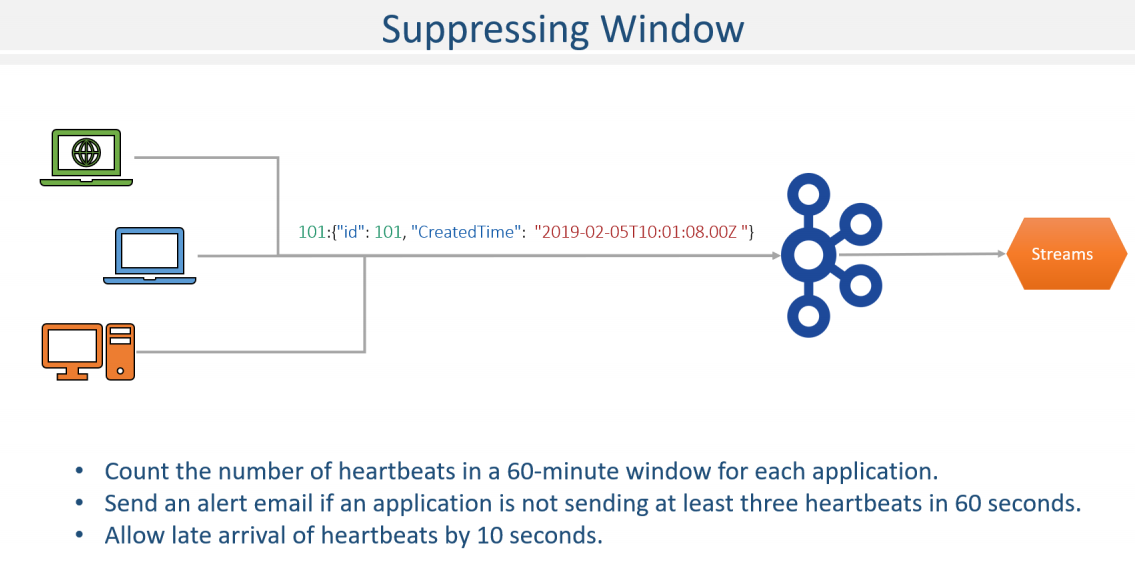 Suppressing Window
101:{"id": 101, "CreatedTime": "2019-02-05T10:01:08.00Z "}
Streams
• Count the number of heartbeats in a 60-minute window for each application.
• Send an alert email if an application is not sending at least three heartbeats in 60 seconds.
• Allow late arrival of heartbeats by 10 seconds.